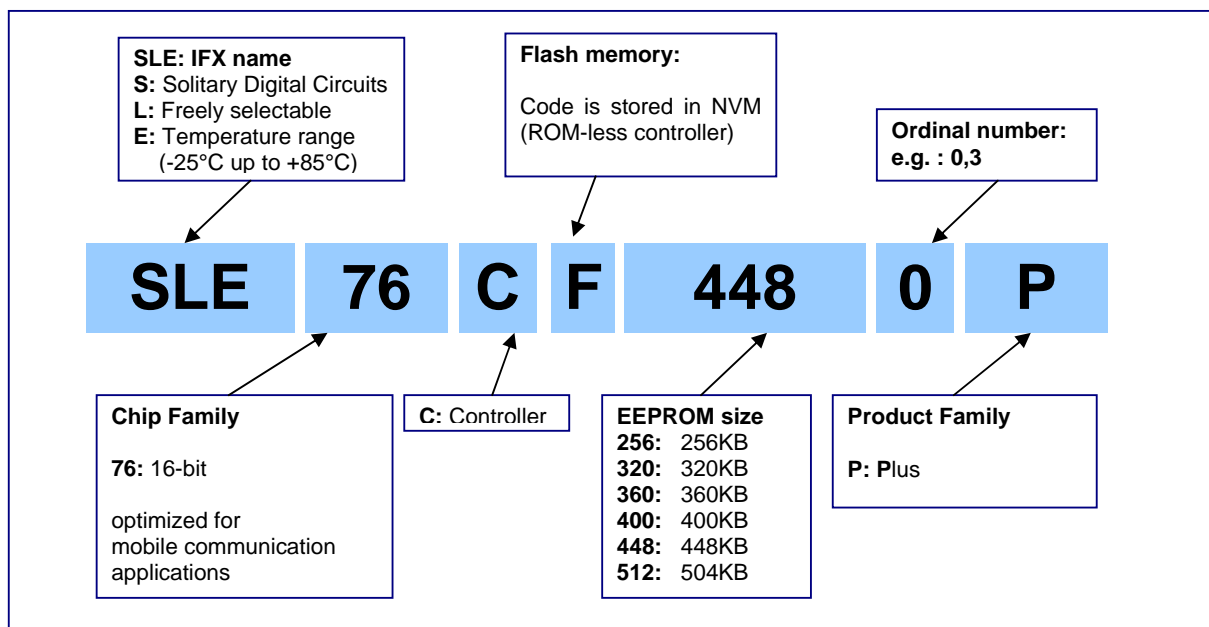 SLE: IFX name
S: Solitary Digital Circuits
L: Freely selectable
E: Temperature range
(-25°C up to +85°C)
Flash memory:
Code is stored in NVM
(ROM-less controller)
Ordinal number:
e.g. : 0,3
SLE 76 C F 448 0 P
Chip Family
76: 16-bit
optimized for
mobile communication
applications
C: Controller
EEPROM size
256: 256KB
320: 320KB
360: 360KB
400: 400KB
448: 448KB
512: 504KB
Product Family
P: Plus